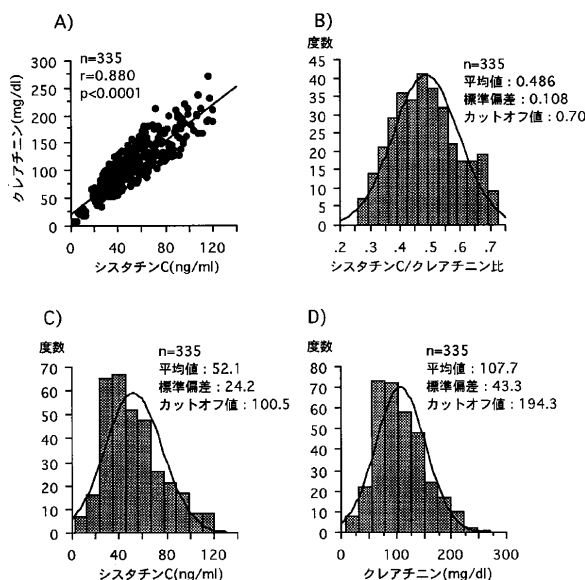 A)
n=335
r=0.880
p<0.0001
クレアチニン(mg/dl)
300
250
200
150
100
50
0
0 40 80 120
システタチンC(ng/ml)
B)
度数
n=335
平均値：0.486
標準偏差：0.108
カットオフ値：0.70
45
40
35
30
25
20
15
10
5
0
.2 .3 .4 .5 .6 .7
シスタチンC/クレアチニン比
C)
度数
n=335
平均値：52.1
標準偏差：24.2
カットオフ値：100.5
70
60
50
40
30
20
10
0
0 40 80 120
シスタチンC(ng/ml)
D)
度数
n=335
平均値：107.7
標準偏差：43.3
カットオフ値：194.3
80
70
60
50
40
30
20
10
0
0 100 200 300
クレアチニン(mg/dl)